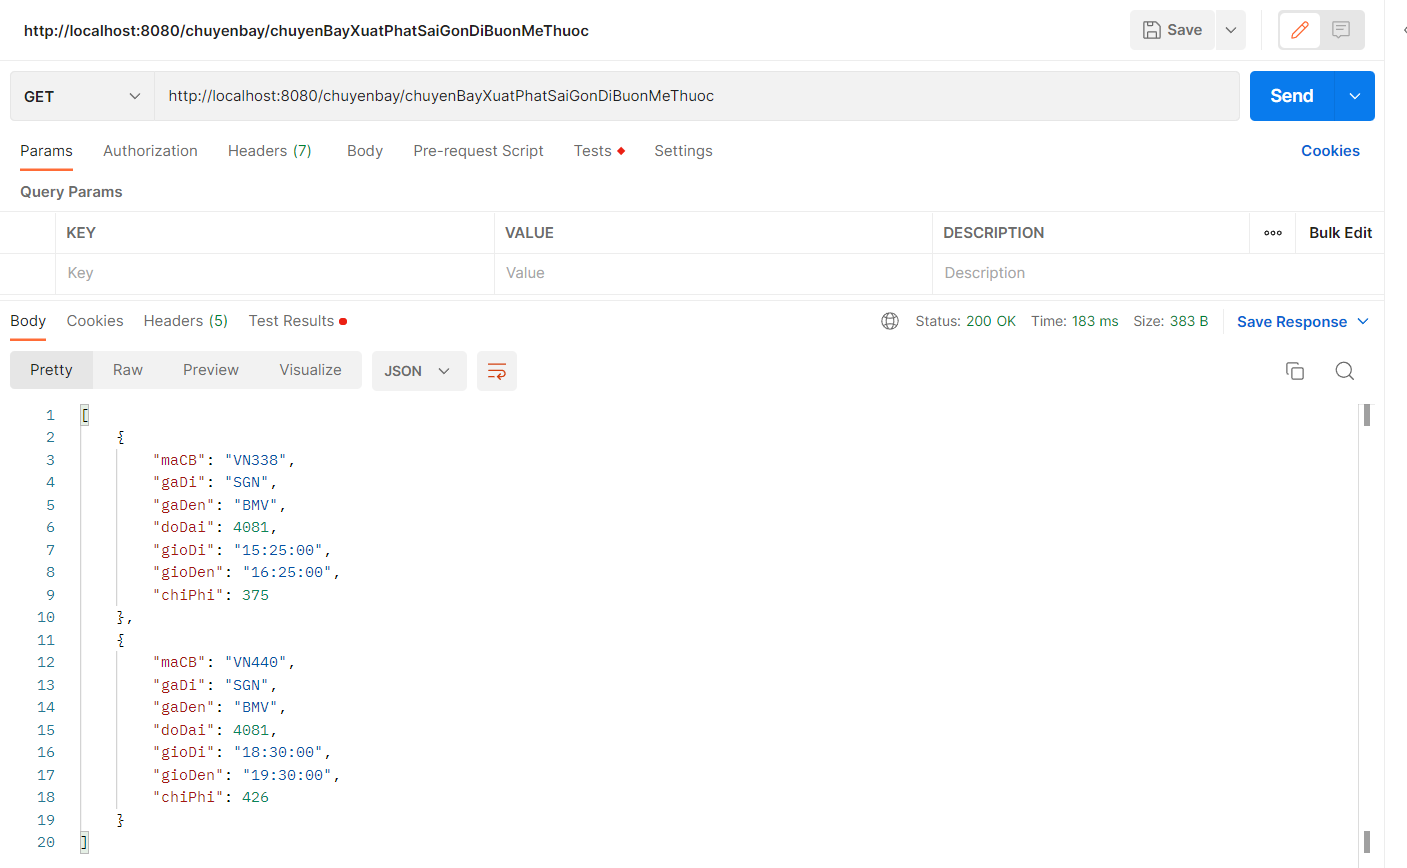 http://localhost:8080/chuyenbay/chuyenBayXuatPhatSaiGonDiBuonMeThuoc Save
GET http://localhost:8080/chuyenbay/chuyenBayXuatPhatSaiGonDiBuonMeThuoc Send
Params Authorization Headers (7) Body Pre-request Script Tests Settings Cookies
Query Params
KEY VALUE DESCRIPTION Bulk Edit
Key Value Description
Body Cookies Headers (5) Test Results Status: 200 OK Time: 183 ms Size: 383 B Save Response
Pretty Raw Preview Visualize JSON
1 [
2 {
3 "maCB": "VN338",
4 "gaDi": "SGN",
5 "gaDen": "BMV",
6 "doDai": 4081,
7 "gioDi": "15:25:00",
8 "gioDen": "16:25:00",
9 "chiPhi": 375
10 },
11 {
12 "maCB": "VN440",
13 "gaDi": "SGN",
14 "gaDen": "BMV",
15 "doDai": 4081,
16 "gioDi": "18:30:00",
17 "gioDen": "19:30:00",
18 "chiPhi": 426
19 }
20 ]